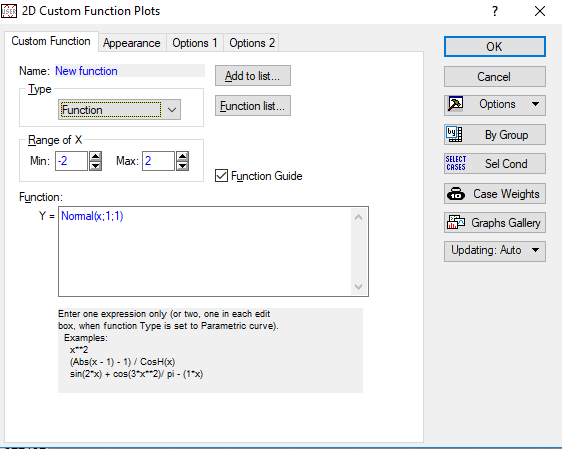 2D Custom Function Plots
Custom Function Appearance Options 1 Options 2
Name: New function
Add to list...
Type
Function
Function list...
Range of X
Min: -2 Max: 2
Function Guide
Function:
Y = Normal(x;1;1)
Enter one expression only (or two, one in each edit
box, when function Type is set to Parametric curve).
Examples:
x**2
(Abs(x - 1) - 1) / CosH(x)
sin(2*x) + cos(3*x**2)/ pi - (1*x)
OK
Cancel
Options
By Group
SELECT
CASES
Sel Cond
Case Weights
Graphs Gallery
Updating: Auto